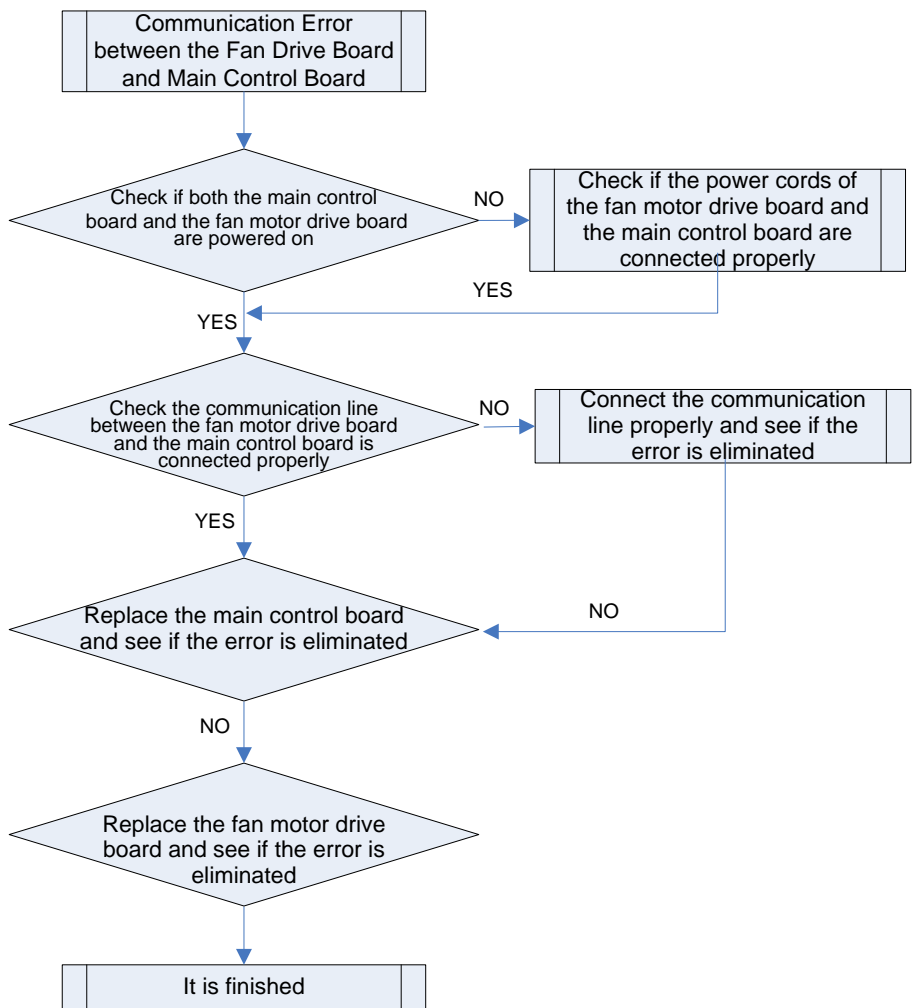 Communication Error
between the Fan Drive Board
and Main Control Board
Check if both the main control
board and the fan motor drive board
are powered on
NO
Check if the power cords of
the fan motor drive board and
the main control board are
connected properly
YES
YES
Check the communication line
between the fan motor drive board
and the main control board is
connected properly
NO
Connect the communication
line properly and see if the
error is eliminated
YES
Replace the main control board
and see if the error is eliminated
NO
NO
Replace the fan motor drive
board and see if the error is
eliminated
It is finished